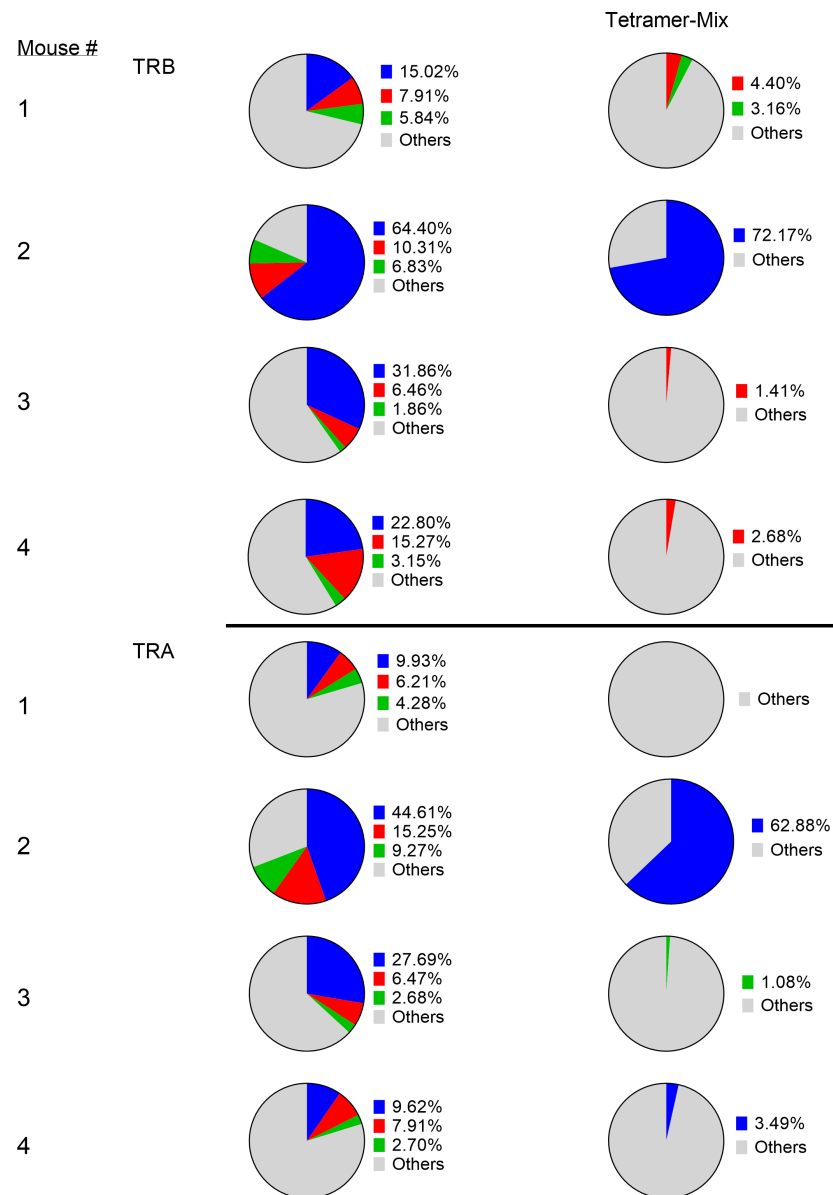 Tetramer-Mix
Mouse #
TRB
1
15.02%
7.91%
5.84%
Others
4.40%
3.16%
Others
2
64.40%
10.31%
6.83%
Others
72.17%
Others
3
31.86%
6.46%
1.86%
Others
1.41%
Others
4
22.80%
15.27%
3.15%
Others
2.68%
Others
TRA
1
9.93%
6.21%
4.28%
Others
Others
2
44.61%
15.25%
9.27%
Others
62.88%
Others
3
27.69%
6.47%
2.68%
Others
1.08%
Others
4
9.62%
7.91%
2.70%
Others
3.49%
Others